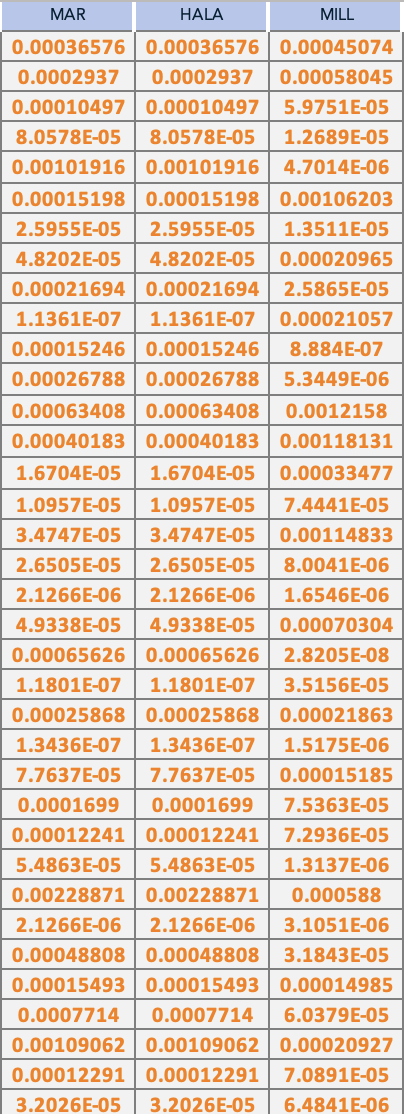 MAR HALA MILL
0.00036576 0.00036576 0.00045074
0.0002937 0.0002937 0.00058045
0.00010497 0.00010497 5.9751E-05
8.0578E-05 8.0578E-05 1.2689E-05
0.00101916 0.00101916 4.7014E-06
0.00015198 0.00015198 0.00106203
2.5955E-05 2.5955E-05 1.3511E-05
4.8202E-05 4.8202E-05 0.00020965
0.00021694 0.00021694 2.5865E-05
1.1361E-07 1.1361E-07 0.00021057
0.00015246 0.00015246 8.884E-07
0.00026788 0.00026788 5.3449E-06
0.00063408 0.00063408 0.0012158
0.00040183 0.00040183 0.00118131
1.6704E-05 1.6704E-05 0.00033477
1.0957E-05 1.0957E-05 7.4441E-05
3.4747E-05 3.4747E-05 0.00114833
2.6505E-05 2.6505E-05 8.0041E-06
2.1266E-06 2.1266E-06 1.6546E-06
4.9338E-05 4.9338E-05 0.00070304
0.00065626 0.00065626 2.8205E-08
1.1801E-07 1.1801E-07 3.5156E-05
0.00025868 0.00025868 0.00021863
1.3436E-07 1.3436E-07 1.5175E-06
7.7637E-05 7.7637E-05 0.00015185
0.0001699 0.0001699 7.5363E-05
0.00012241 0.00012241 7.2936E-05
5.4863E-05 5.4863E-05 1.3137E-06
0.00228871 0.00228871 0.000588
2.1266E-06 2.1266E-06 3.1051E-06
0.00048808 0.00048808 3.1843E-05
0.00015493 0.00015493 0.00014985
0.0007714 0.0007714 6.0379E-05
0.00109062 0.00109062 0.00020927
0.00012291 0.00012291 7.0891E-05
3.2026E-05 3.2026E-05 6.4841E-06